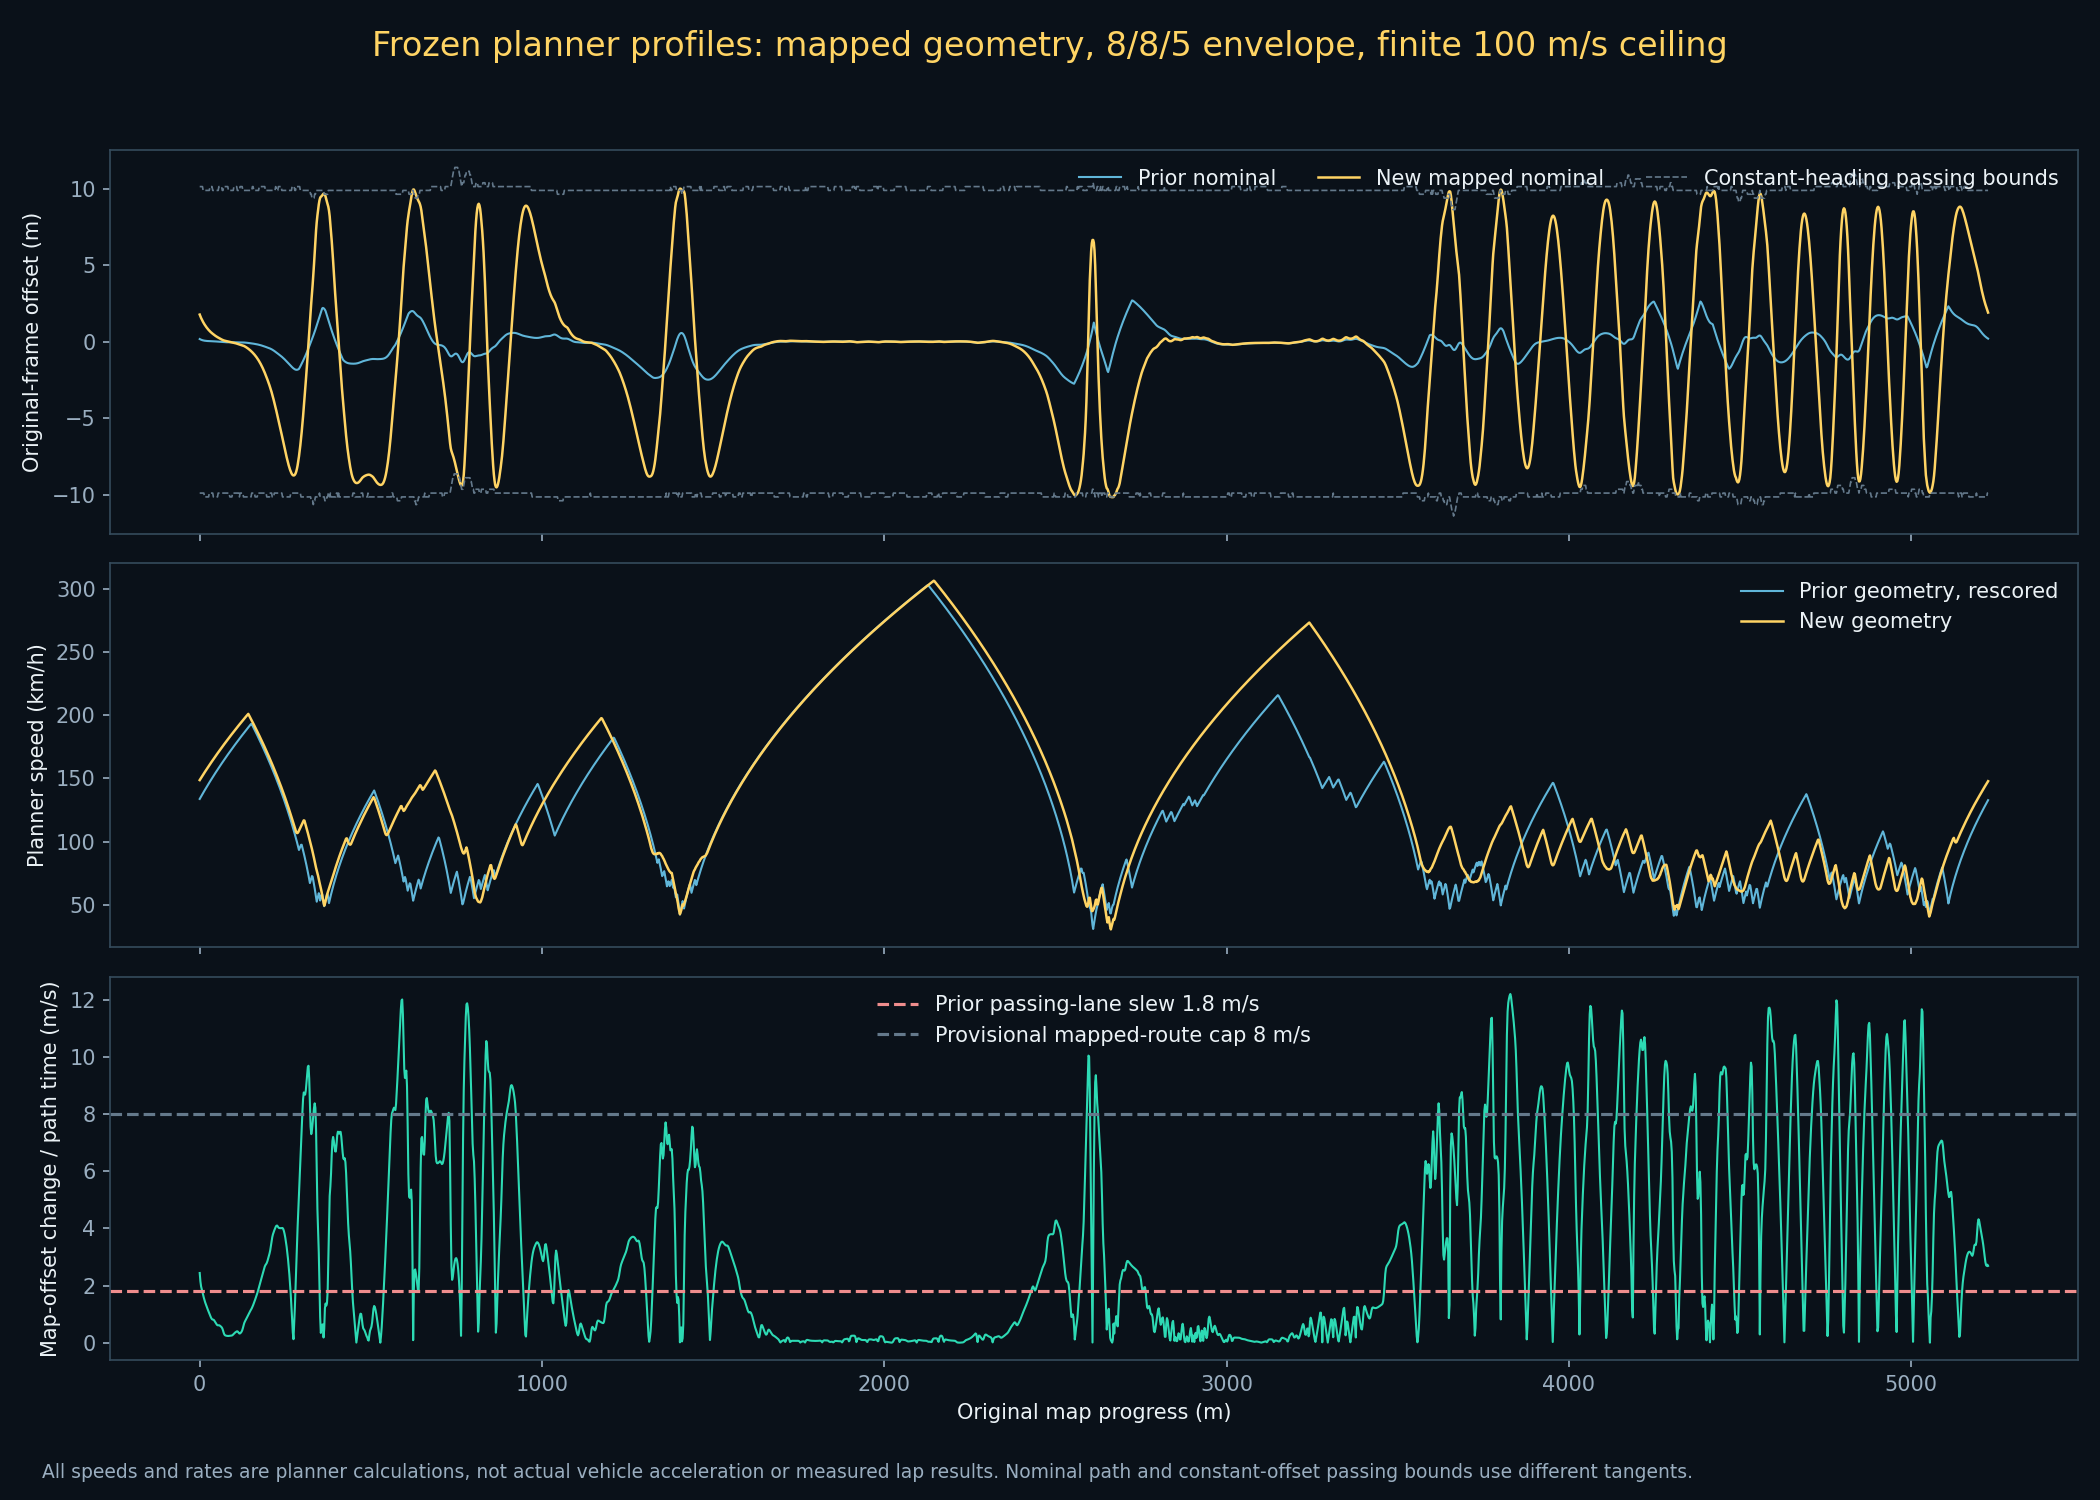 Frozen planner profiles: mapped geometry, 8/8/5 envelope, finite 100 m/s ceiling
Original-frame offset (m)
10
5
0
−5
−10
Prior nominal
New mapped nominal
Constant-heading passing bounds
Planner speed (km/h)
300
250
200
150
100
50
Prior geometry, rescored
New geometry
Map-offset change / path time (m/s)
12
10
8
6
4
2
0
Prior passing-lane slew 1.8 m/s
Provisional mapped-route cap 8 m/s
0
1000
2000
3000
4000
5000
Original map progress (m)
All speeds and rates are planner calculations, not actual vehicle acceleration or measured lap results. Nominal path and constant-offset passing bounds use different tangents.